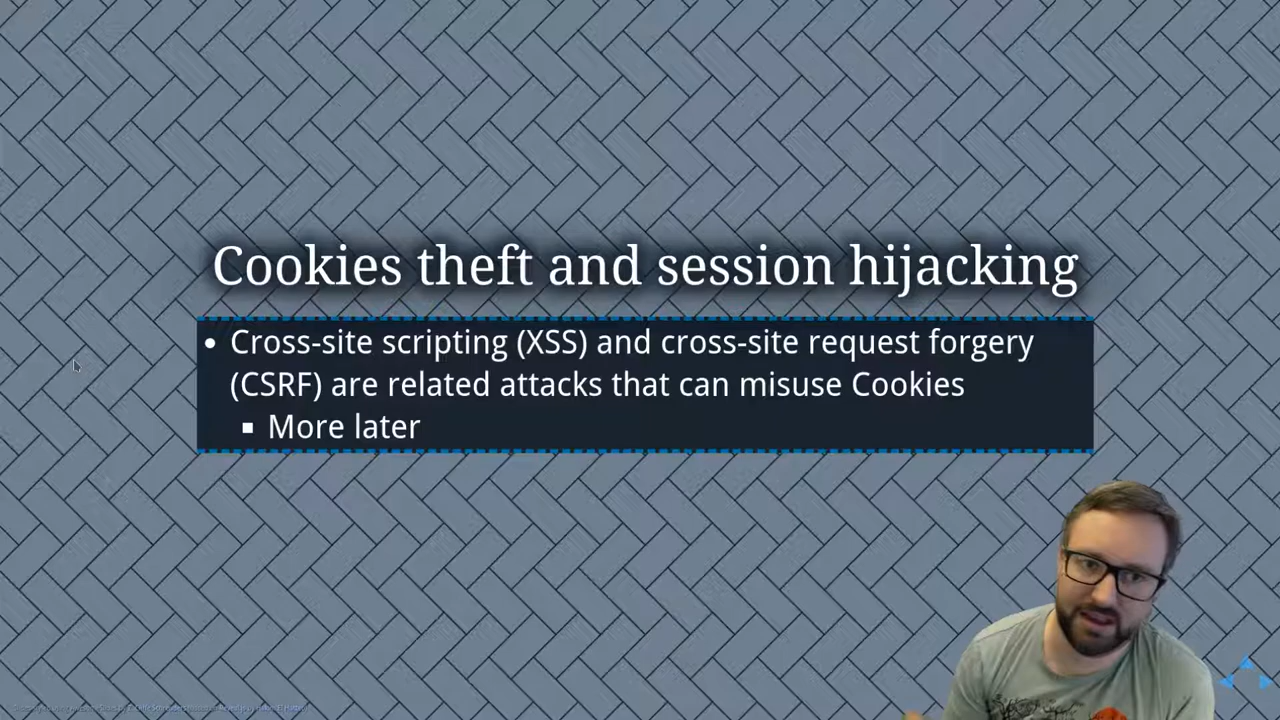 Cookies theft and session hijacking
• Cross-site scripting (XSS) and cross-site request forgery
(CSRF) are related attacks that can misuse Cookies
▪ More later